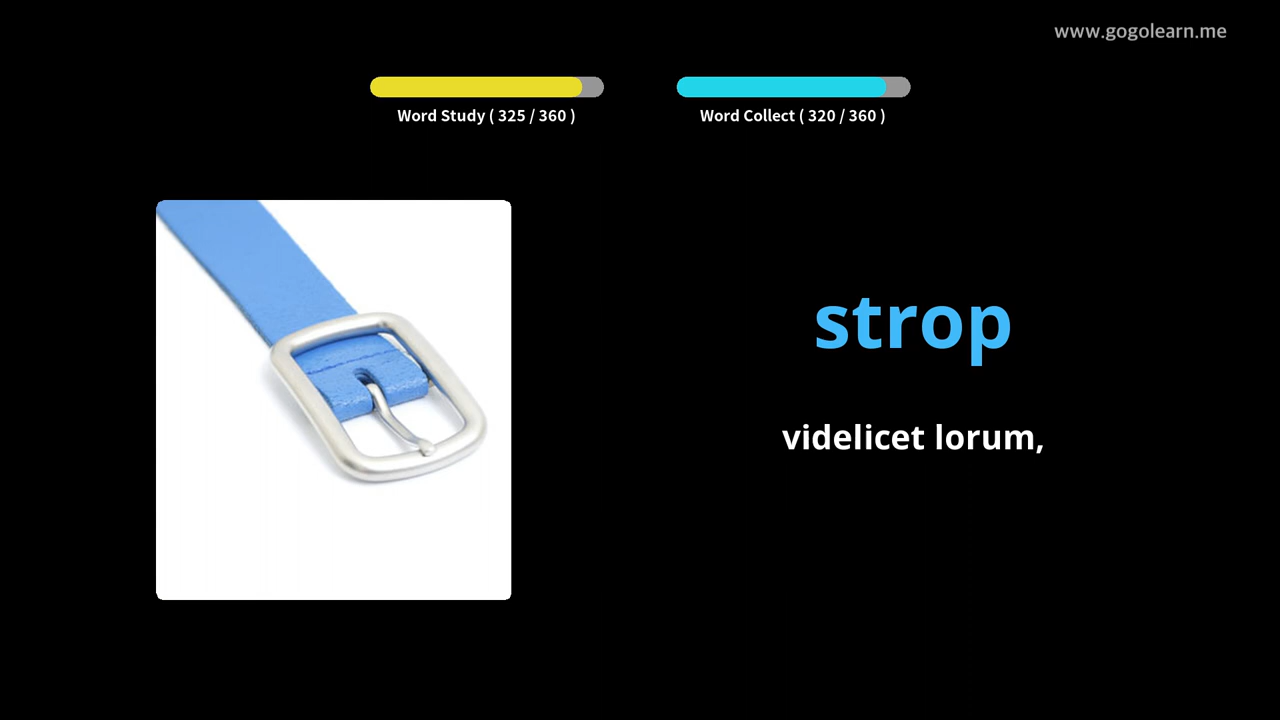 www.gogolearn.me
Word Study ( 325 / 360 )
Word Collect ( 320 / 360 )
strop
videlicet lorum,